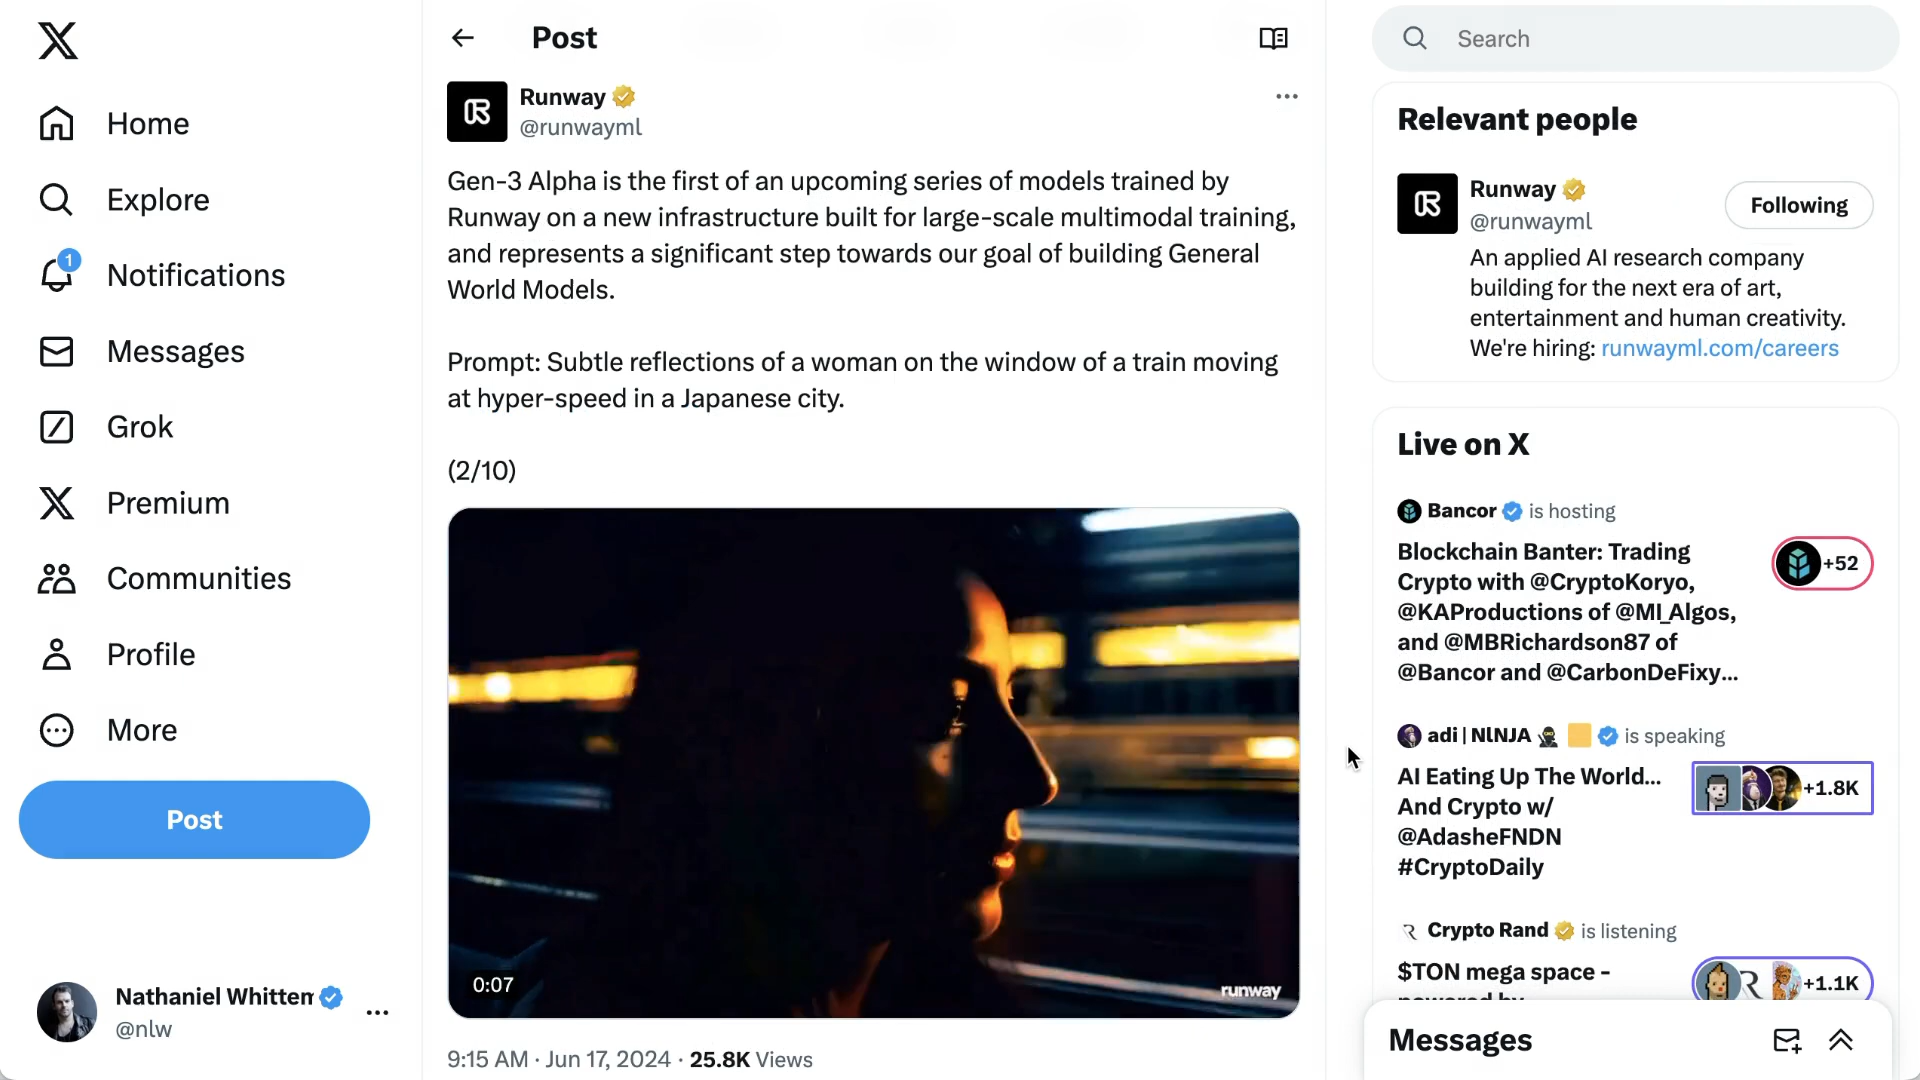 Home
Explore
1
Notifications
Messages
Grok
Premium
Communities
Profile
More
Post
Nathaniel Whittem
@nlw
Post
Runway
@runwayml
Gen-3 Alpha is the first of an upcoming series of models trained by
Runway on a new infrastructure built for large-scale multimodal training,
and represents a significant step towards our goal of building General
World Models.
Prompt: Subtle reflections of a woman on the window of a train moving
at hyper-speed in a Japanese city.
(2/10)
0:07
runway
9:15 AM · Jun 17, 2024 · 25.8K Views
Search
Relevant people
Runway
@runwayml
Following
An applied AI research company
building for the next era of art,
entertainment and human creativity.
We're hiring: runwayml.com/careers
Live on X
Bancor is hosting
Blockchain Banter: Trading
Crypto with @CryptoKoryo,
@KAProductions of @MI_Algos,
and @MBRichardson87 of
@Bancor and @CarbonDeFixy...
+52
adi | NlNJA is speaking
AI Eating Up The World...
And Crypto w/
@AdasheFNDN
#CryptoDaily
+1.8K
Crypto Rand is listening
$TON mega space -
+1.1K
Messages